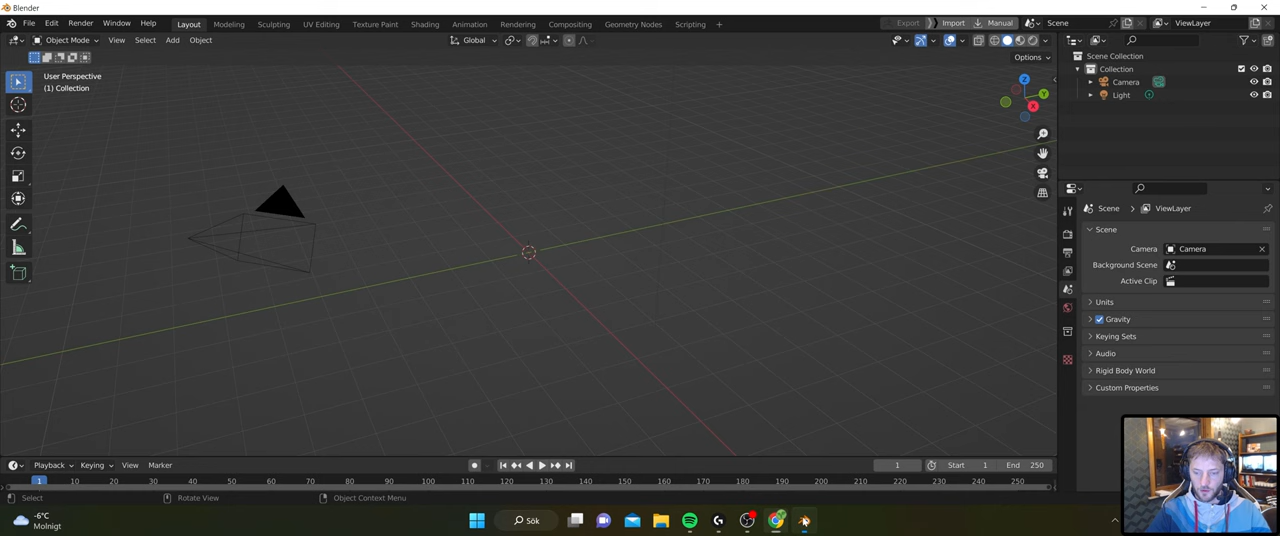 Blender
File Edit Render Window Help Layout Modeling Sculpting UV Editing Texture Paint Shading Animation Rendering Compositing Geometry Nodes Scripting Export Import Manual Scene ViewLayer
Object Mode View Select Add Object Global
Options
User Perspective
(1) Collection
Z
Y
X
Scene Collection
Collection
Camera
Light
Scene ViewLayer
Scene
Camera Camera
Background Scene
Active Clip
Units
Gravity
Keying Sets
Audio
Rigid Body World
Custom Properties
Playback Keying View Marker 1 Start 1 End 250
1 10 20 30 40 50 60 70 80 90 100 110 120 130 140 150 160 170 180 190 200 210 220 230 240 250
Select Rotate View Object Context Menu
-6°C
Molnigt
Sök